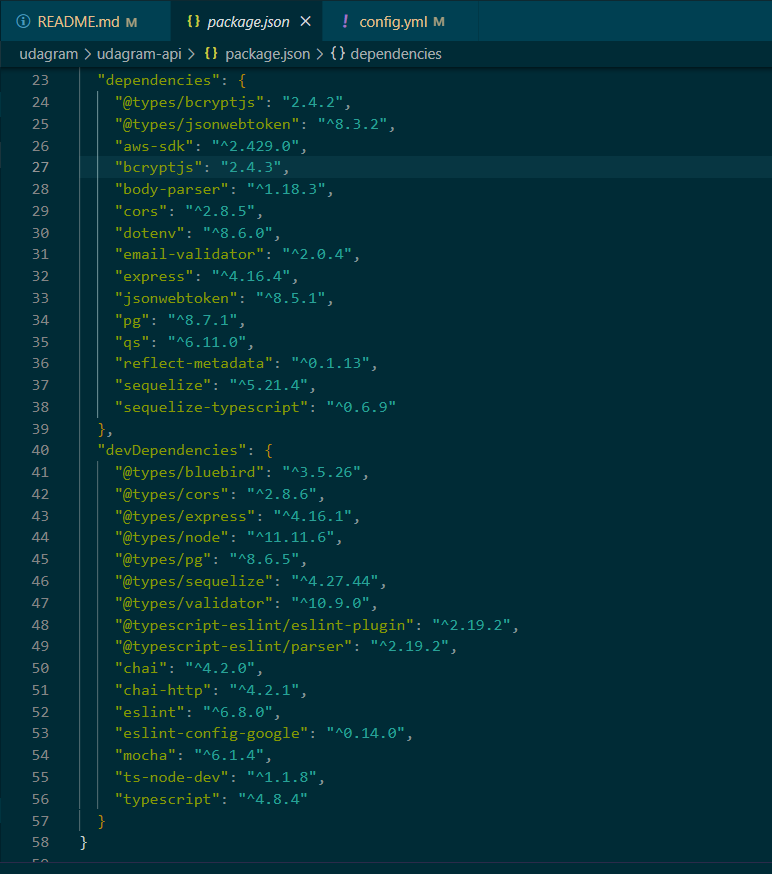 README.md M {} package.json × ! config.yml M
udagram > udagram-api > {} package.json > {} dependencies
23 "dependencies": {
24 "@types/bcryptjs": "2.4.2",
25 "@types/jsonwebtoken": "^8.3.2",
26 "aws-sdk": "^2.429.0",
27 "bcryptjs": "2.4.3",
28 "body-parser": "^1.18.3",
29 "cors": "^2.8.5",
30 "dotenv": "^8.6.0",
31 "email-validator": "^2.0.4",
32 "express": "^4.16.4",
33 "jsonwebtoken": "^8.5.1",
34 "pg": "^8.7.1",
35 "qs": "^6.11.0",
36 "reflect-metadata": "^0.1.13",
37 "sequelize": "^5.21.4",
38 "sequelize-typescript": "^0.6.9"
39 },
40 "devDependencies": {
41 "@types/bluebird": "^3.5.26",
42 "@types/cors": "^2.8.6",
43 "@types/express": "^4.16.1",
44 "@types/node": "^11.11.6",
45 "@types/pg": "^8.6.5",
46 "@types/sequelize": "^4.27.44",
47 "@types/validator": "^10.9.0",
48 "@typescript-eslint/eslint-plugin": "^2.19.2",
49 "@typescript-eslint/parser": "^2.19.2",
50 "chai": "^4.2.0",
51 "chai-http": "^4.2.1",
52 "eslint": "^6.8.0",
53 "eslint-config-google": "^0.14.0",
54 "mocha": "^6.1.4",
55 "ts-node-dev": "^1.1.8",
56 "typescript": "^4.8.4"
57 }
58 }